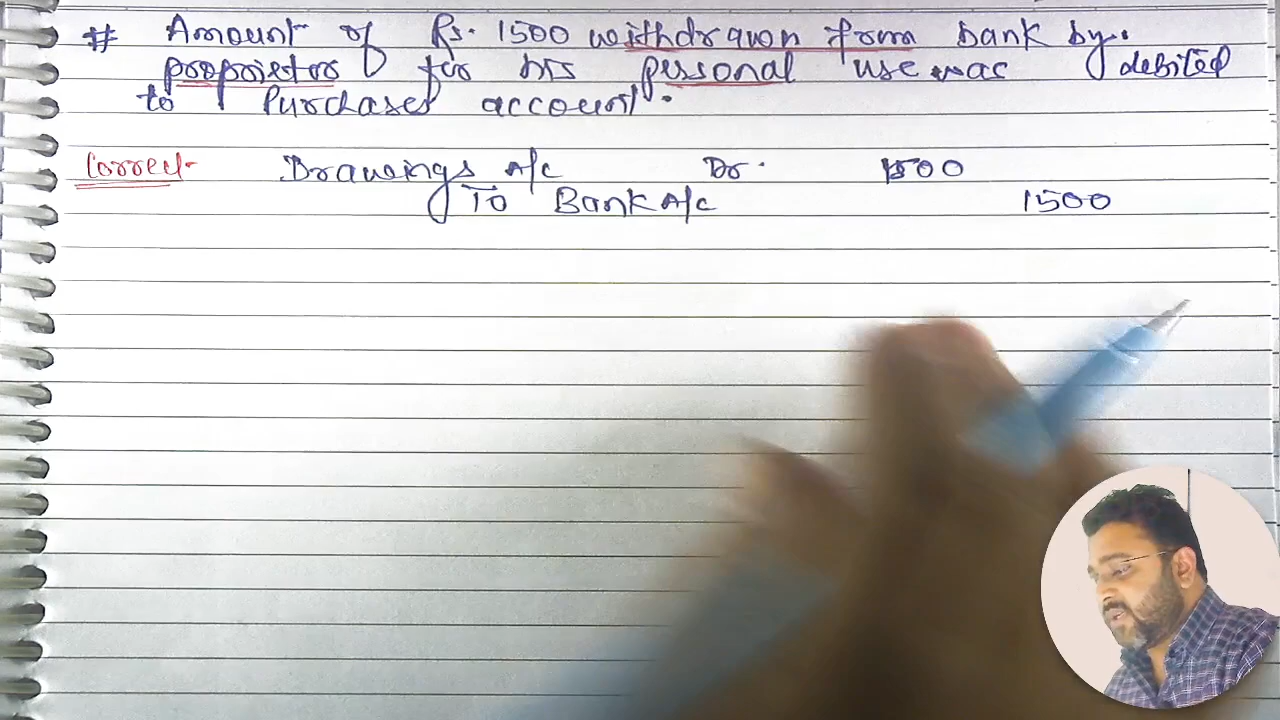 # Amount of Rs. 1500 withdrawn from bank by
proprietor for his personal use was debited
to Purchases account.
Correct- Drawings A/c Dr. 1500
To Bank A/c 1500